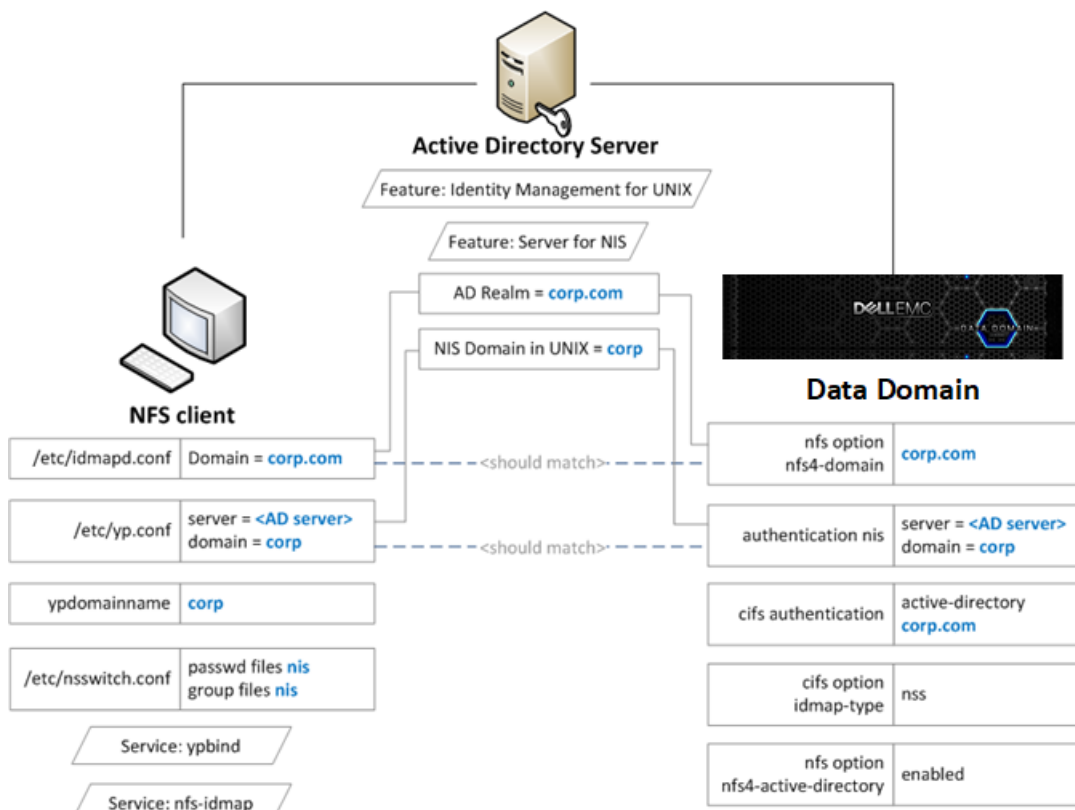 Active Directory Server
Feature: Identity Management for UNIX
Feature: Server for NIS
AD Realm = corp.com
NIS Domain in UNIX = corp
NFS client
/etc/idmapd.conf Domain = corp.com
/etc/yp.conf server = <AD server>
domain = corp
ypdomainname corp
/etc/nsswitch.conf passwd files nis
group files nis
Service: ypbind
Service: nfs-idmap
<should match>
<should match>
DELLEMC
DATA DOMAIN
Data Domain
nfs option
nfs4-domain corp.com
authentication nis server = <AD server>
domain = corp
cifs authentication active-directory
corp.com
cifs option
idmap-type nss
nfs option
nfs4-active-directory enabled